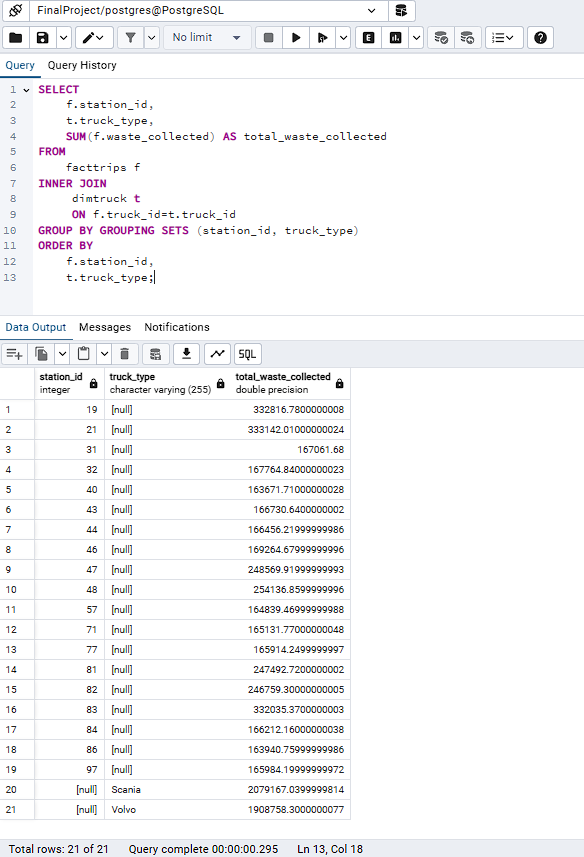 FinalProject/postgres@PostgreSQL
No limit
E
Query Query History
1 SELECT
2 f.station_id,
3 t.truck_type,
4 SUM(f.waste_collected) AS total_waste_collected
5 FROM
6 facttrips f
7 INNER JOIN
8 dimtruck t
9 ON f.truck_id=t.truck_id
10 GROUP BY GROUPING SETS (station_id, truck_type)
11 ORDER BY
12 f.station_id,
13 t.truck_type;
Data Output Messages Notifications
SQL
station_id truck_type total_waste_collected
integer character varying (255) double precision
1 19 [null] 332816.7800000008
2 21 [null] 333142.01000000024
3 31 [null] 167061.68
4 32 [null] 167764.84000000023
5 40 [null] 163671.71000000028
6 43 [null] 166730.6400000002
7 44 [null] 166456.21999999986
8 46 [null] 169264.67999999996
9 47 [null] 248569.91999999993
10 48 [null] 254136.8599999996
11 57 [null] 164839.46999999988
12 71 [null] 165131.77000000048
13 77 [null] 165914.2499999997
14 81 [null] 247492.7200000002
15 82 [null] 246759.30000000005
16 83 [null] 332035.3700000003
17 84 [null] 166212.16000000038
18 86 [null] 163940.75999999986
19 97 [null] 165984.19999999972
20 [null] Scania 2079167.0399999814
21 [null] Volvo 1908758.3000000077
Total rows: 21 of 21 Query complete 00:00:00.295 Ln 13, Col 18